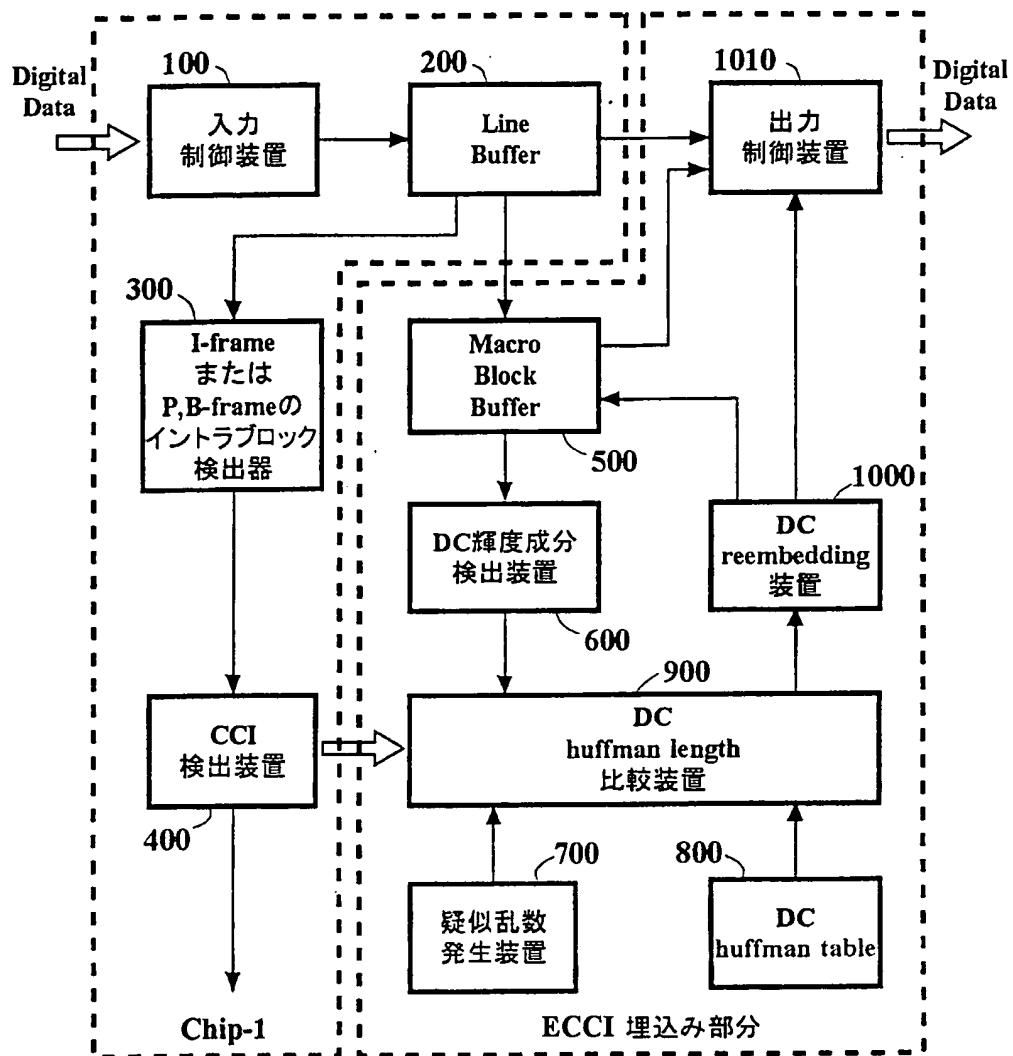 Digital
Data
100
入力
制御装置
200
Line
Buffer
1010
出力
制御装置
Digital
Data
300
I-frame
または
P,B-frameの
イントラブロック
検出器
Macro
Block
Buffer
500
DC輝度成分
検出装置
600
1000
DC
reembedding
装置
CCI
検出装置
400
900
DC
huffman length
比較装置
700
疑似乱数
発生装置
800
DC
huffman table
Chip-1
ECCI 埋込み部分